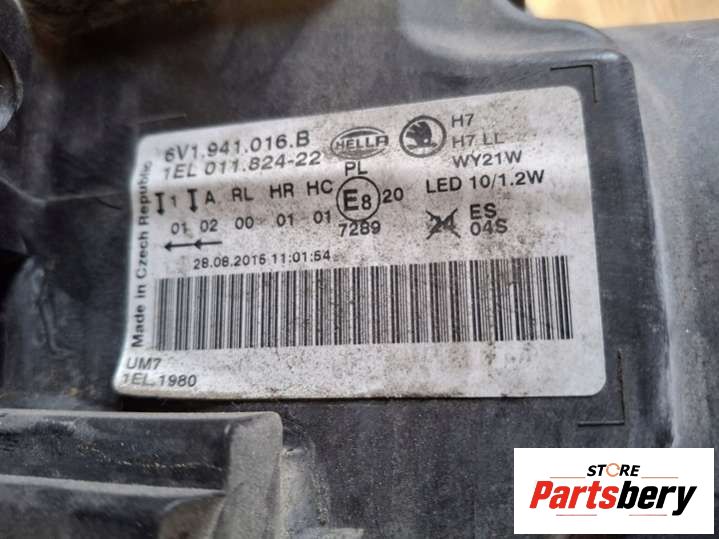 6V1.941.016.B
1EL 011.824-22
HELLA
H7
H7 LL
WY21W
LED 10/1.2W
PL
1 A RL HR HC
01 02 00 01 01
E8 20
7289
24 ES
04S
28.08.2015 11:01:54
Made in Czech Republic
UM7
1EL.1980
STORE
Partsbery